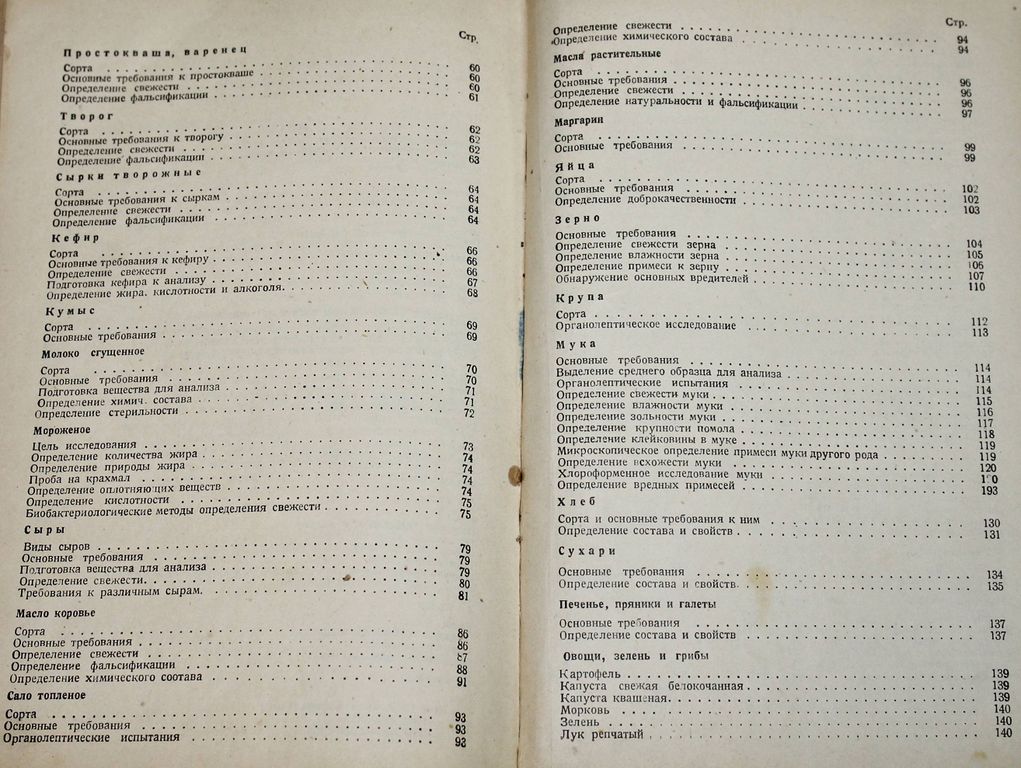 Стр.
Простокваша, варенец
Сорта 60
Основные требования к простокваше 60
Определение свежести 60
Определение фальсификации 61
Творог
Сорта 62
Основные требования к творогу 62
Определение свежести 62
Определение фальсификации 63
Сырки творожные
Сорта 64
Основные требования к сыркам 64
Определение свежести 64
Определение фальсификации 64
Кефир
Сорта 66
Основные требования к кефиру 66
Определение свежести 66
Подготовка кефира к анализу 67
Определение жира, кислотности и алкоголя. 68
Кумыс
Сорта 69
Основные требования 69
Молоко сгущенное
Сорта 70
Основные требования 70
Подготовка вещества для анализа 71
Определение химич. состава 71
Определение стерильности 72
Мороженое
Цель исследования 73
Определение количества жира 74
Определение природы жира 74
Проба на крахмал 74
Определение оплотняющих веществ 74
Определение кислотности 75
Биобактериологические методы определения свежести 75
Сыры
Виды сыров 79
Основные требования 79
Подготовка вещества для анализа 79
Определение свежести. 80
Требования к различным сырам. 81
Масло коровье
Сорта 86
Основные требования 86
Определение свежести 87
Определение фальсификации 88
Определение химического соотава 91
Сало топленое
Сорта 93
Основные требования 93
Органолептические испытания 93
Стр.
Определение свежести 94
Определение химического состава 94
Масла растительные
Сорта 96
Основные требования 96
Определение свежести 96
Определение натуральности и фальсификации 97
Маргарин
Сорта 99
Основные требования 99
Яйца
Сорта 102
Основные требования 102
Определение доброкачественности 103
Зерно
Основные требования 104
Определение свежести зерна 105
Определение влажности зерна 106
Определение примеси к зерну 107
Обнаружение основных вредителей 110
Крупа
Сорта 112
Органолептическое исследование 113
Мука
Основные требования 114
Выделение среднего образца для анализа 114
Органолептические испытания 114
Определение свежести муки 115
Определение влажности муки 116
Определение зольности муки 117
Определение крупности помола 118
Определение клейковины в муке 119
Микроскопическое определение примеси муки другого рода 119
Определение всхожести муки 120
Хлороформенное исследование муки
Определение вредных примесей 193
Хлеб
Сорта и основные требования к ним 130
Определение состава и свойств 131
Сухари
Основные требования 134
Определение состава и свойств. 135
Печенье, пряники и галеты
Основные требования 137
Определение состава и свойств 137
Овощи, зелень и грибы
Картофель 139
Капуста свежая белокочанная 139
Капуста квашеная 139
Морковь 140
Зелень 140
Лук репчатый 140